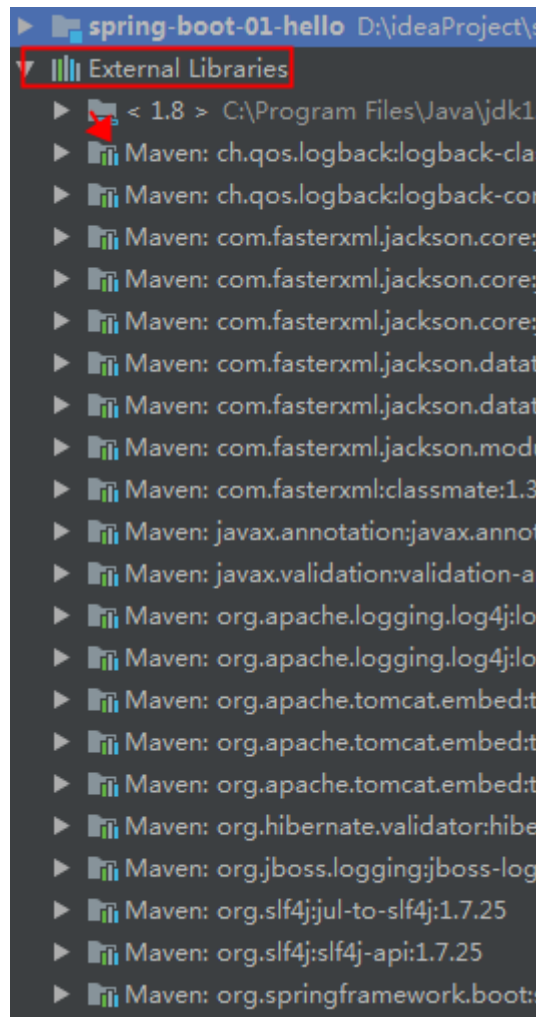 spring-boot-01-hello D:\ideaProject\s
External Libraries
< 1.8 > C:\Program Files\Java\jdk1
Maven: ch.qos.logback:logback-cla
Maven: ch.qos.logback:logback-cor
Maven: com.fasterxml.jackson.core:
Maven: com.fasterxml.jackson.core:
Maven: com.fasterxml.jackson.core:
Maven: com.fasterxml.jackson.datat
Maven: com.fasterxml.jackson.datat
Maven: com.fasterxml.jackson.modu
Maven: com.fasterxml:classmate:1.3
Maven: javax.annotation:javax.annot
Maven: javax.validation:validation-a
Maven: org.apache.logging.log4j:lo
Maven: org.apache.logging.log4j:lo
Maven: org.apache.tomcat.embed:t
Maven: org.apache.tomcat.embed:t
Maven: org.apache.tomcat.embed:t
Maven: org.hibernate.validator:hibe
Maven: org.jboss.logging:jboss-log
Maven: org.slf4j:jul-to-slf4j:1.7.25
Maven: org.slf4j:slf4j-api:1.7.25
Maven: org.springframework.boot:s